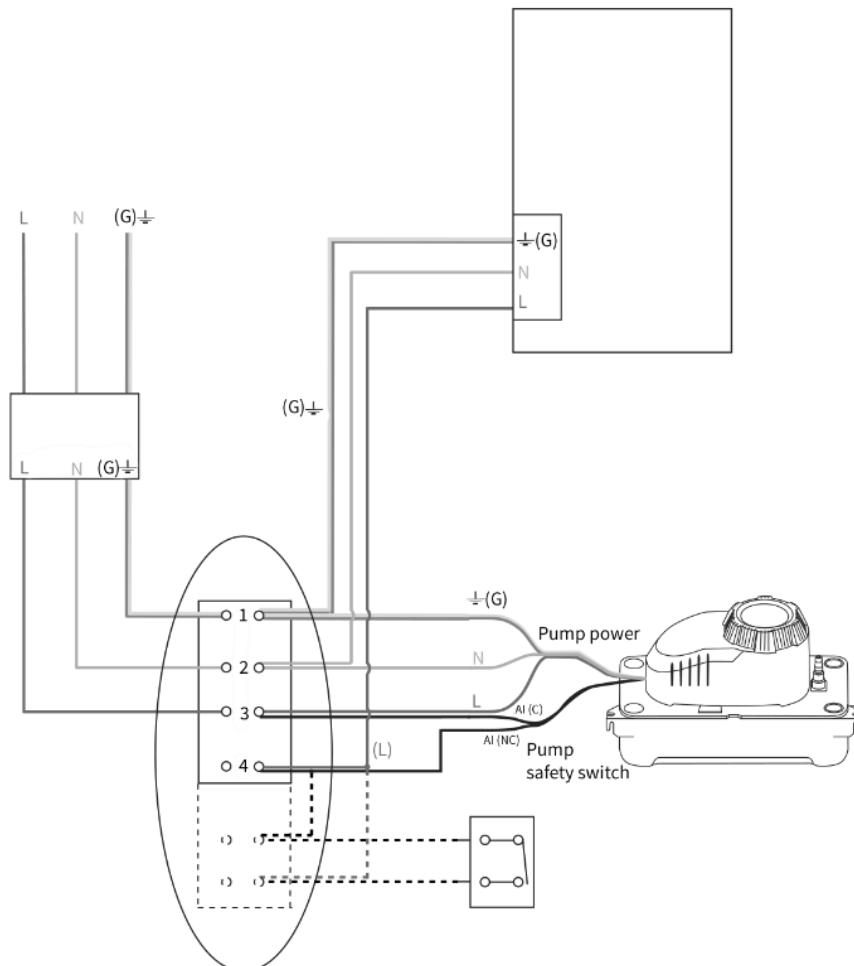 L
N
(G)
(G)
N
L
(G)
L
N
(G)
1
(G)
Pump power
2
N
3
L
AI (C)
AI (NC)
Pump
safety switch
4
(L)